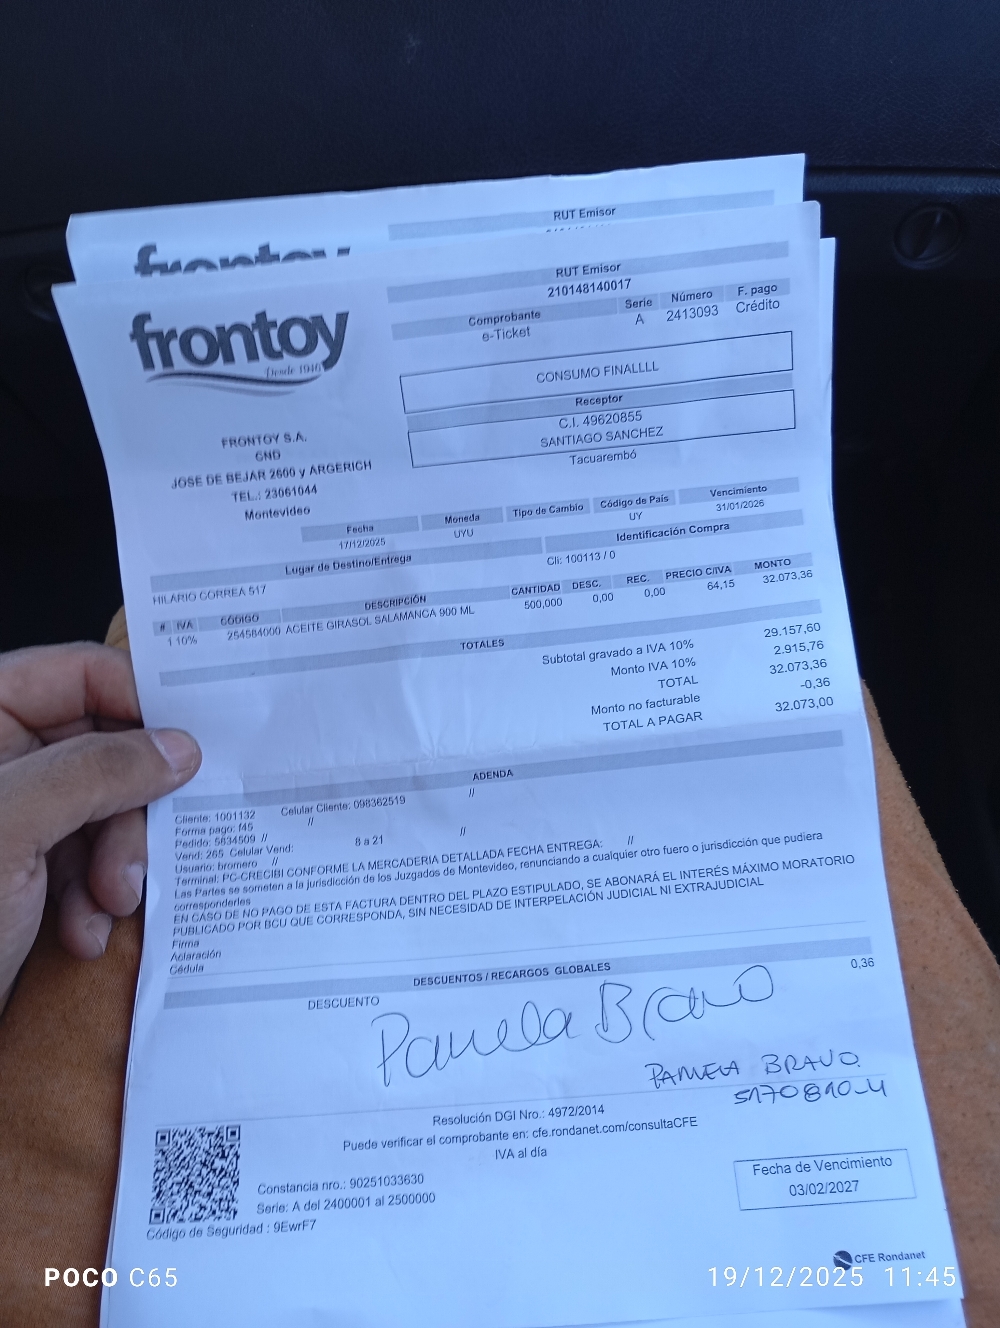 RUT Emisor
frontoy
RUT Emisor
210148140017
Comprobante Serie Número F. pago
e-Ticket A 2413093 Crédito
frontoy
Desde 1946
CONSUMO FINALLLL
Receptor
C.I. 49620855
SANTIAGO SANCHEZ
Tacuarembó
FRONTOY S.A.
GND
JOSE DE BEJAR 2600 y ARGERICH
TEL.: 23061044
Montevideo
Fecha Moneda Tipo de Cambio Código de País Vencimiento
17/12/2025 UYU UY 31/01/2026
Lugar de Destino/Entrega Identificación Compra
HILARIO CORREA 517 Cli: 100113 / 0
# IVA CÓDIGO DESCRIPCIÓN CANTIDAD DESC. REC. PRECIO C/IVA MONTO
1 10% 254584000 ACEITE GIRASOL SALAMANCA 900 ML 500,000 0,00 0,00 64,15 32.073,36
TOTALES
Subtotal gravado a IVA 10% 29.157,60
Monto IVA 10% 2.915,76
TOTAL 32.073,36
Monto no facturable -0,36
TOTAL A PAGAR 32.073,00
ADENDA
Cliente: 1001132 Celular Cliente: 098362519 //
Forma pago: f45 //
Pedido: 5634509 //
Vend: 265 Celular Vend: 8 a 21 //
Usuario: bromero //
Terminal: PC-CRECIBI CONFORME LA MERCADERIA DETALLADA FECHA ENTREGA: //
Las Partes se someten a la jurisdicción de los Juzgados de Montevideo, renunciando a cualquier otro fuero o jurisdicción que pudiera
corresponderles
EN CASO DE NO PAGO DE ESTA FACTURA DENTRO DEL PLAZO ESTIPULADO, SE ABONARÁ EL INTERÉS MÁXIMO MORATORIO
PUBLICADO POR BCU QUE CORRESPONDA, SIN NECESIDAD DE INTERPELACIÓN JUDICIAL NI EXTRAJUDICIAL
Firma
Aclaración
Cédula
DESCUENTOS / RECARGOS GLOBALES
DESCUENTO 0,36
Pamela Bravo
PAMELA BRAVO.
5170810-4
Resolución DGI Nro.: 4972/2014
Puede verificar el comprobante en: cfe.rondanet.com/consultaCFE
IVA al día
Constancia nro.: 90251033630
Serie: A del 2400001 al 2500000
Código de Seguridad : 9EwrF7
Fecha de Vencimiento
03/02/2027
CFE Rondanet
POCO C65
19/12/2025 11:45